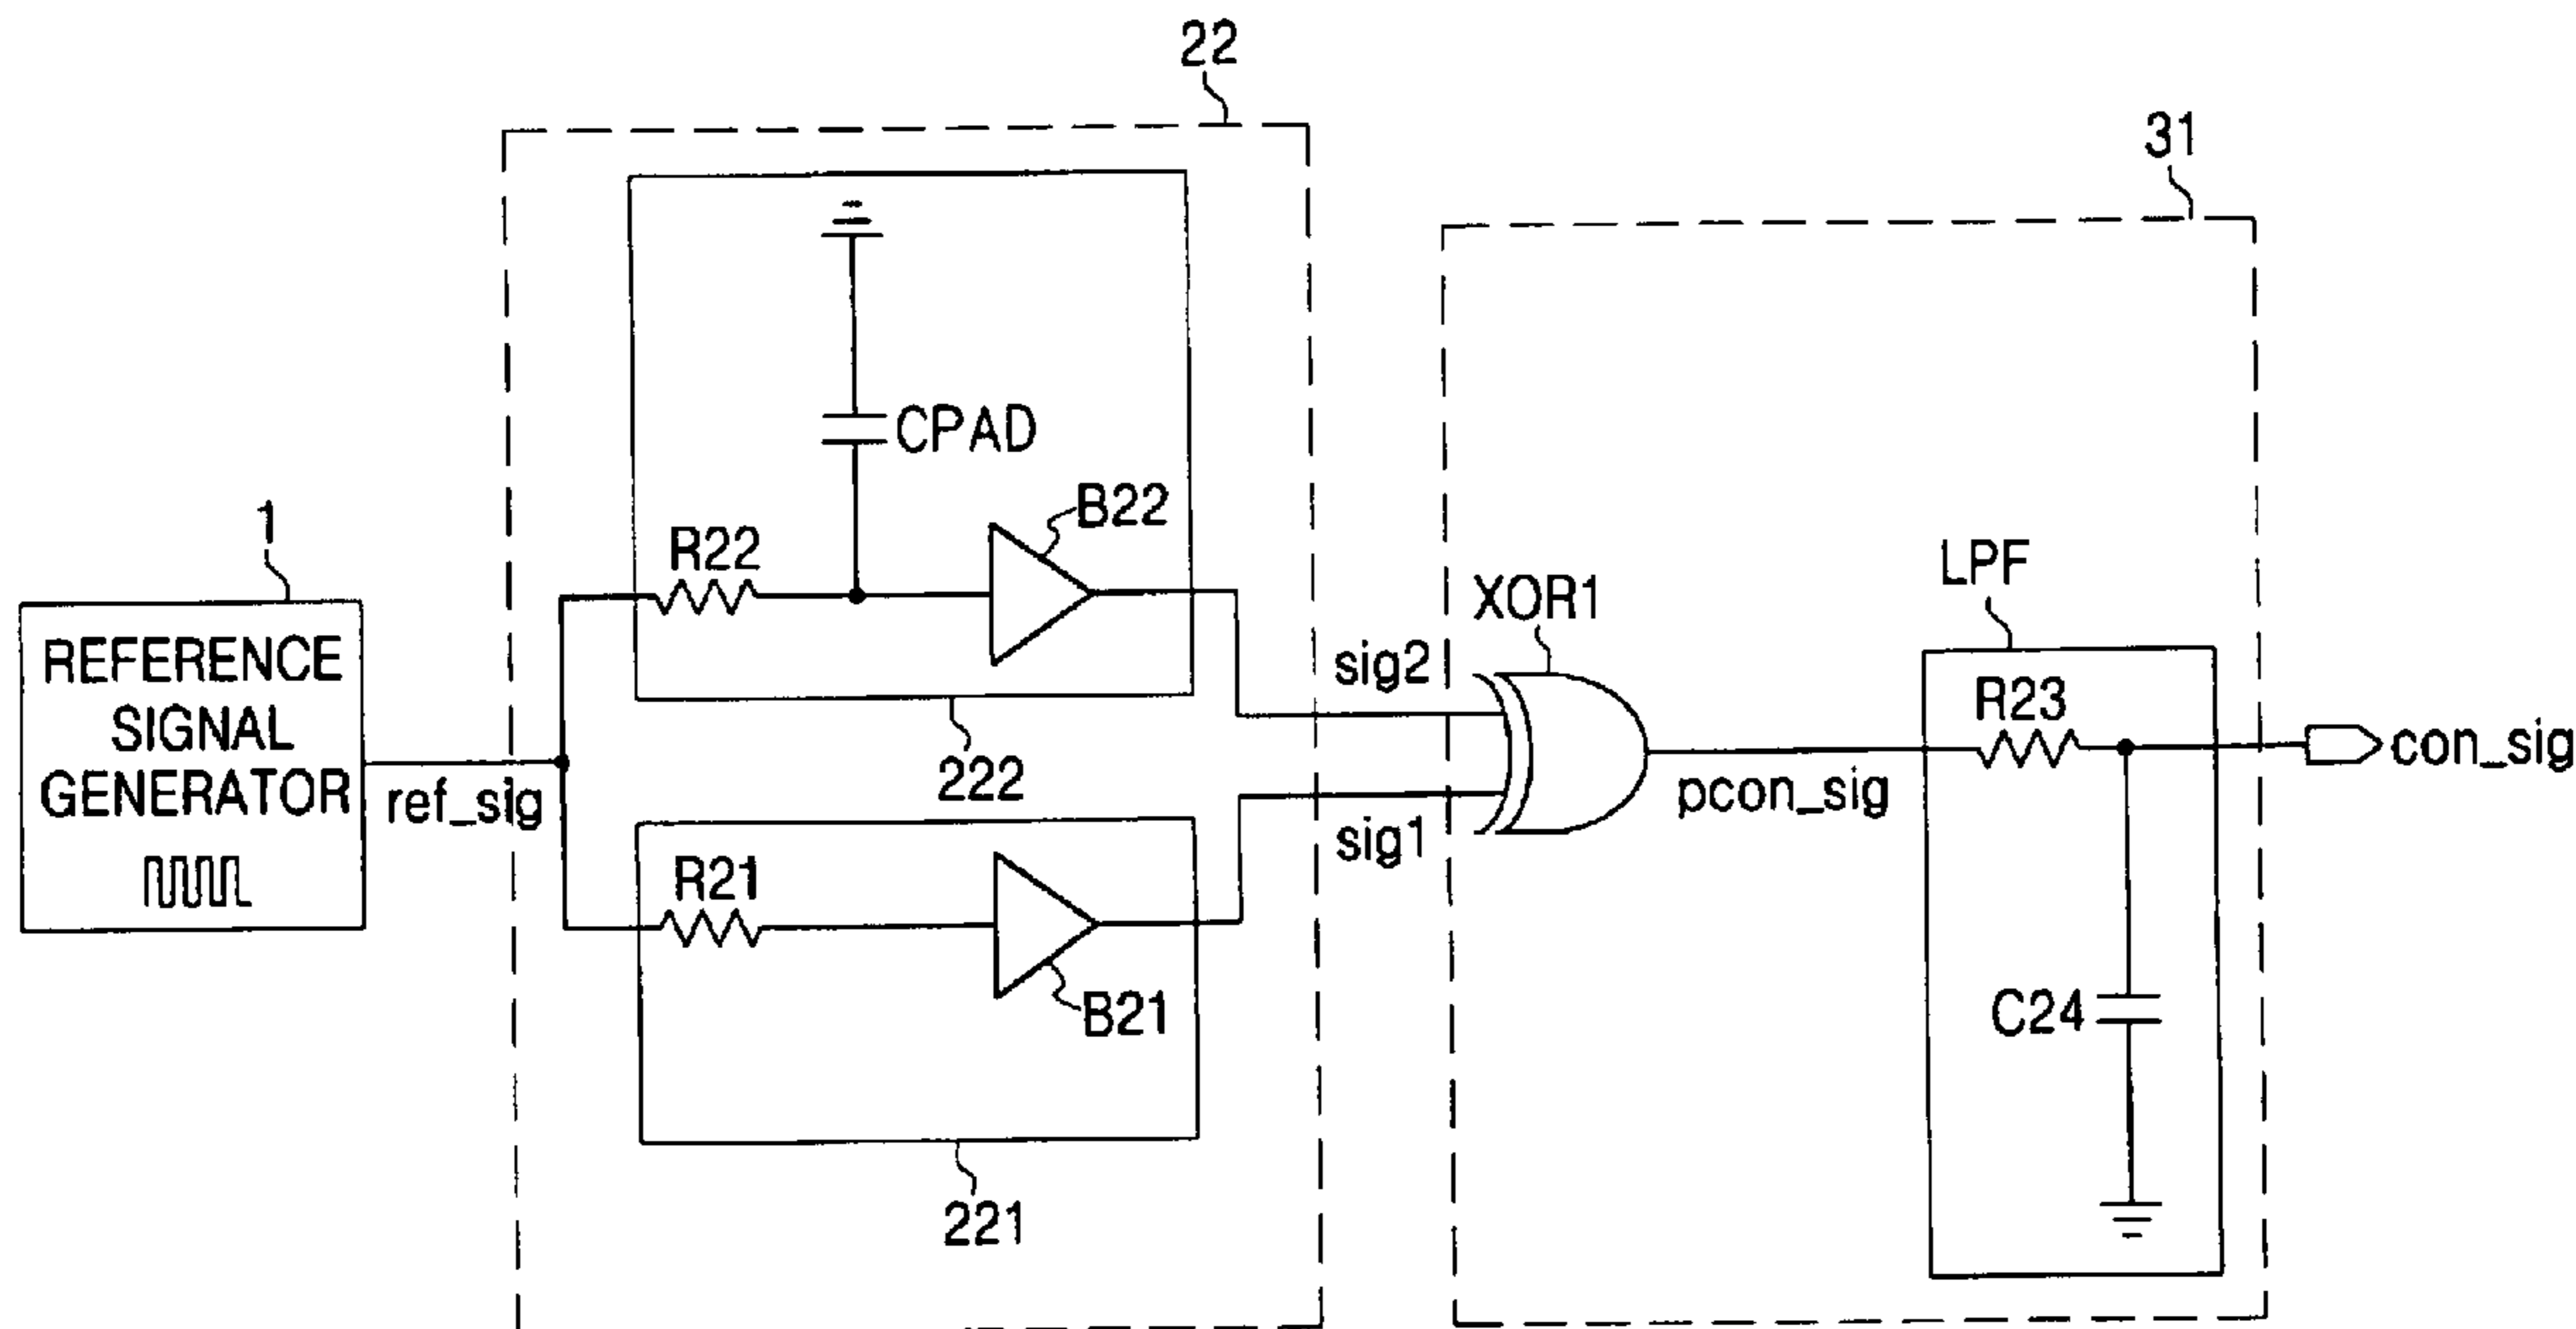 22
31
CPAD
B22
R22
1
LPF
XOR1
REFERENCE
SIGNAL
GENERATOR
sig2
R23
con_sig
ref_sig
222
pcon_sig
sig1
R21
B21
C24
221